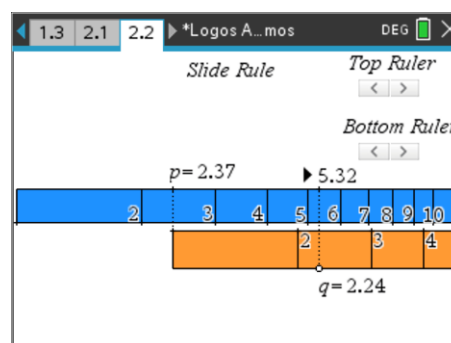 1.3 2.1 2.2 *Logos A…mos DEG
Slide Rule
Top Ruler
Bottom Ruler
p=2.37
5.32
2 3 4 5 6 7 8 9 10
2 3 4
q=2.24